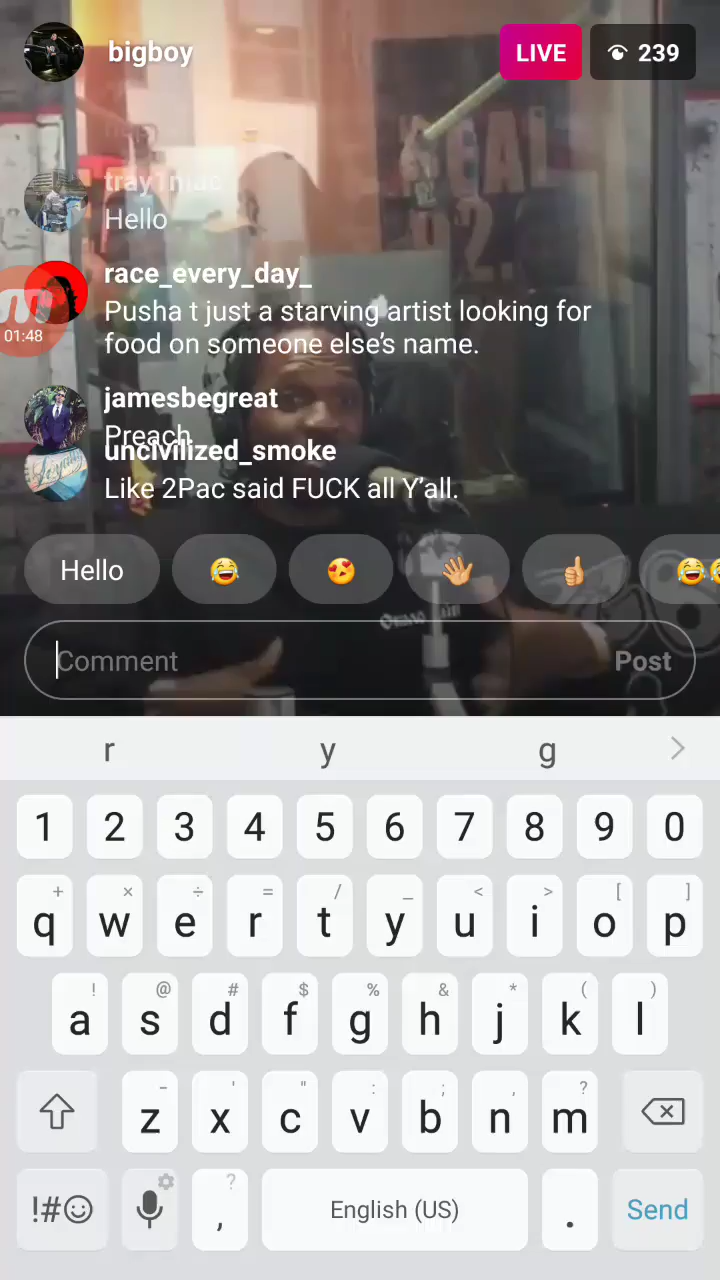 bigboy
LIVE
239
tray1mac
Hello
race_every_day_
Pusha t just a starving artist looking for
food on someone else's name.
01:48
jamesbegreat
Preach
uncivilized_smoke
Like 2Pac said FUCK all Y'all.
Hello
Comment
Post
r y g
1 2 3 4 5 6 7 8 9 0
+ × ÷ = / _ < > [ ]
q w e r t y u i o p
! @ # $ % & * ( )
a s d f g h j k l
- ' " : ; , ?
z x c v b n m
!#☺ , ? English (US) . Send